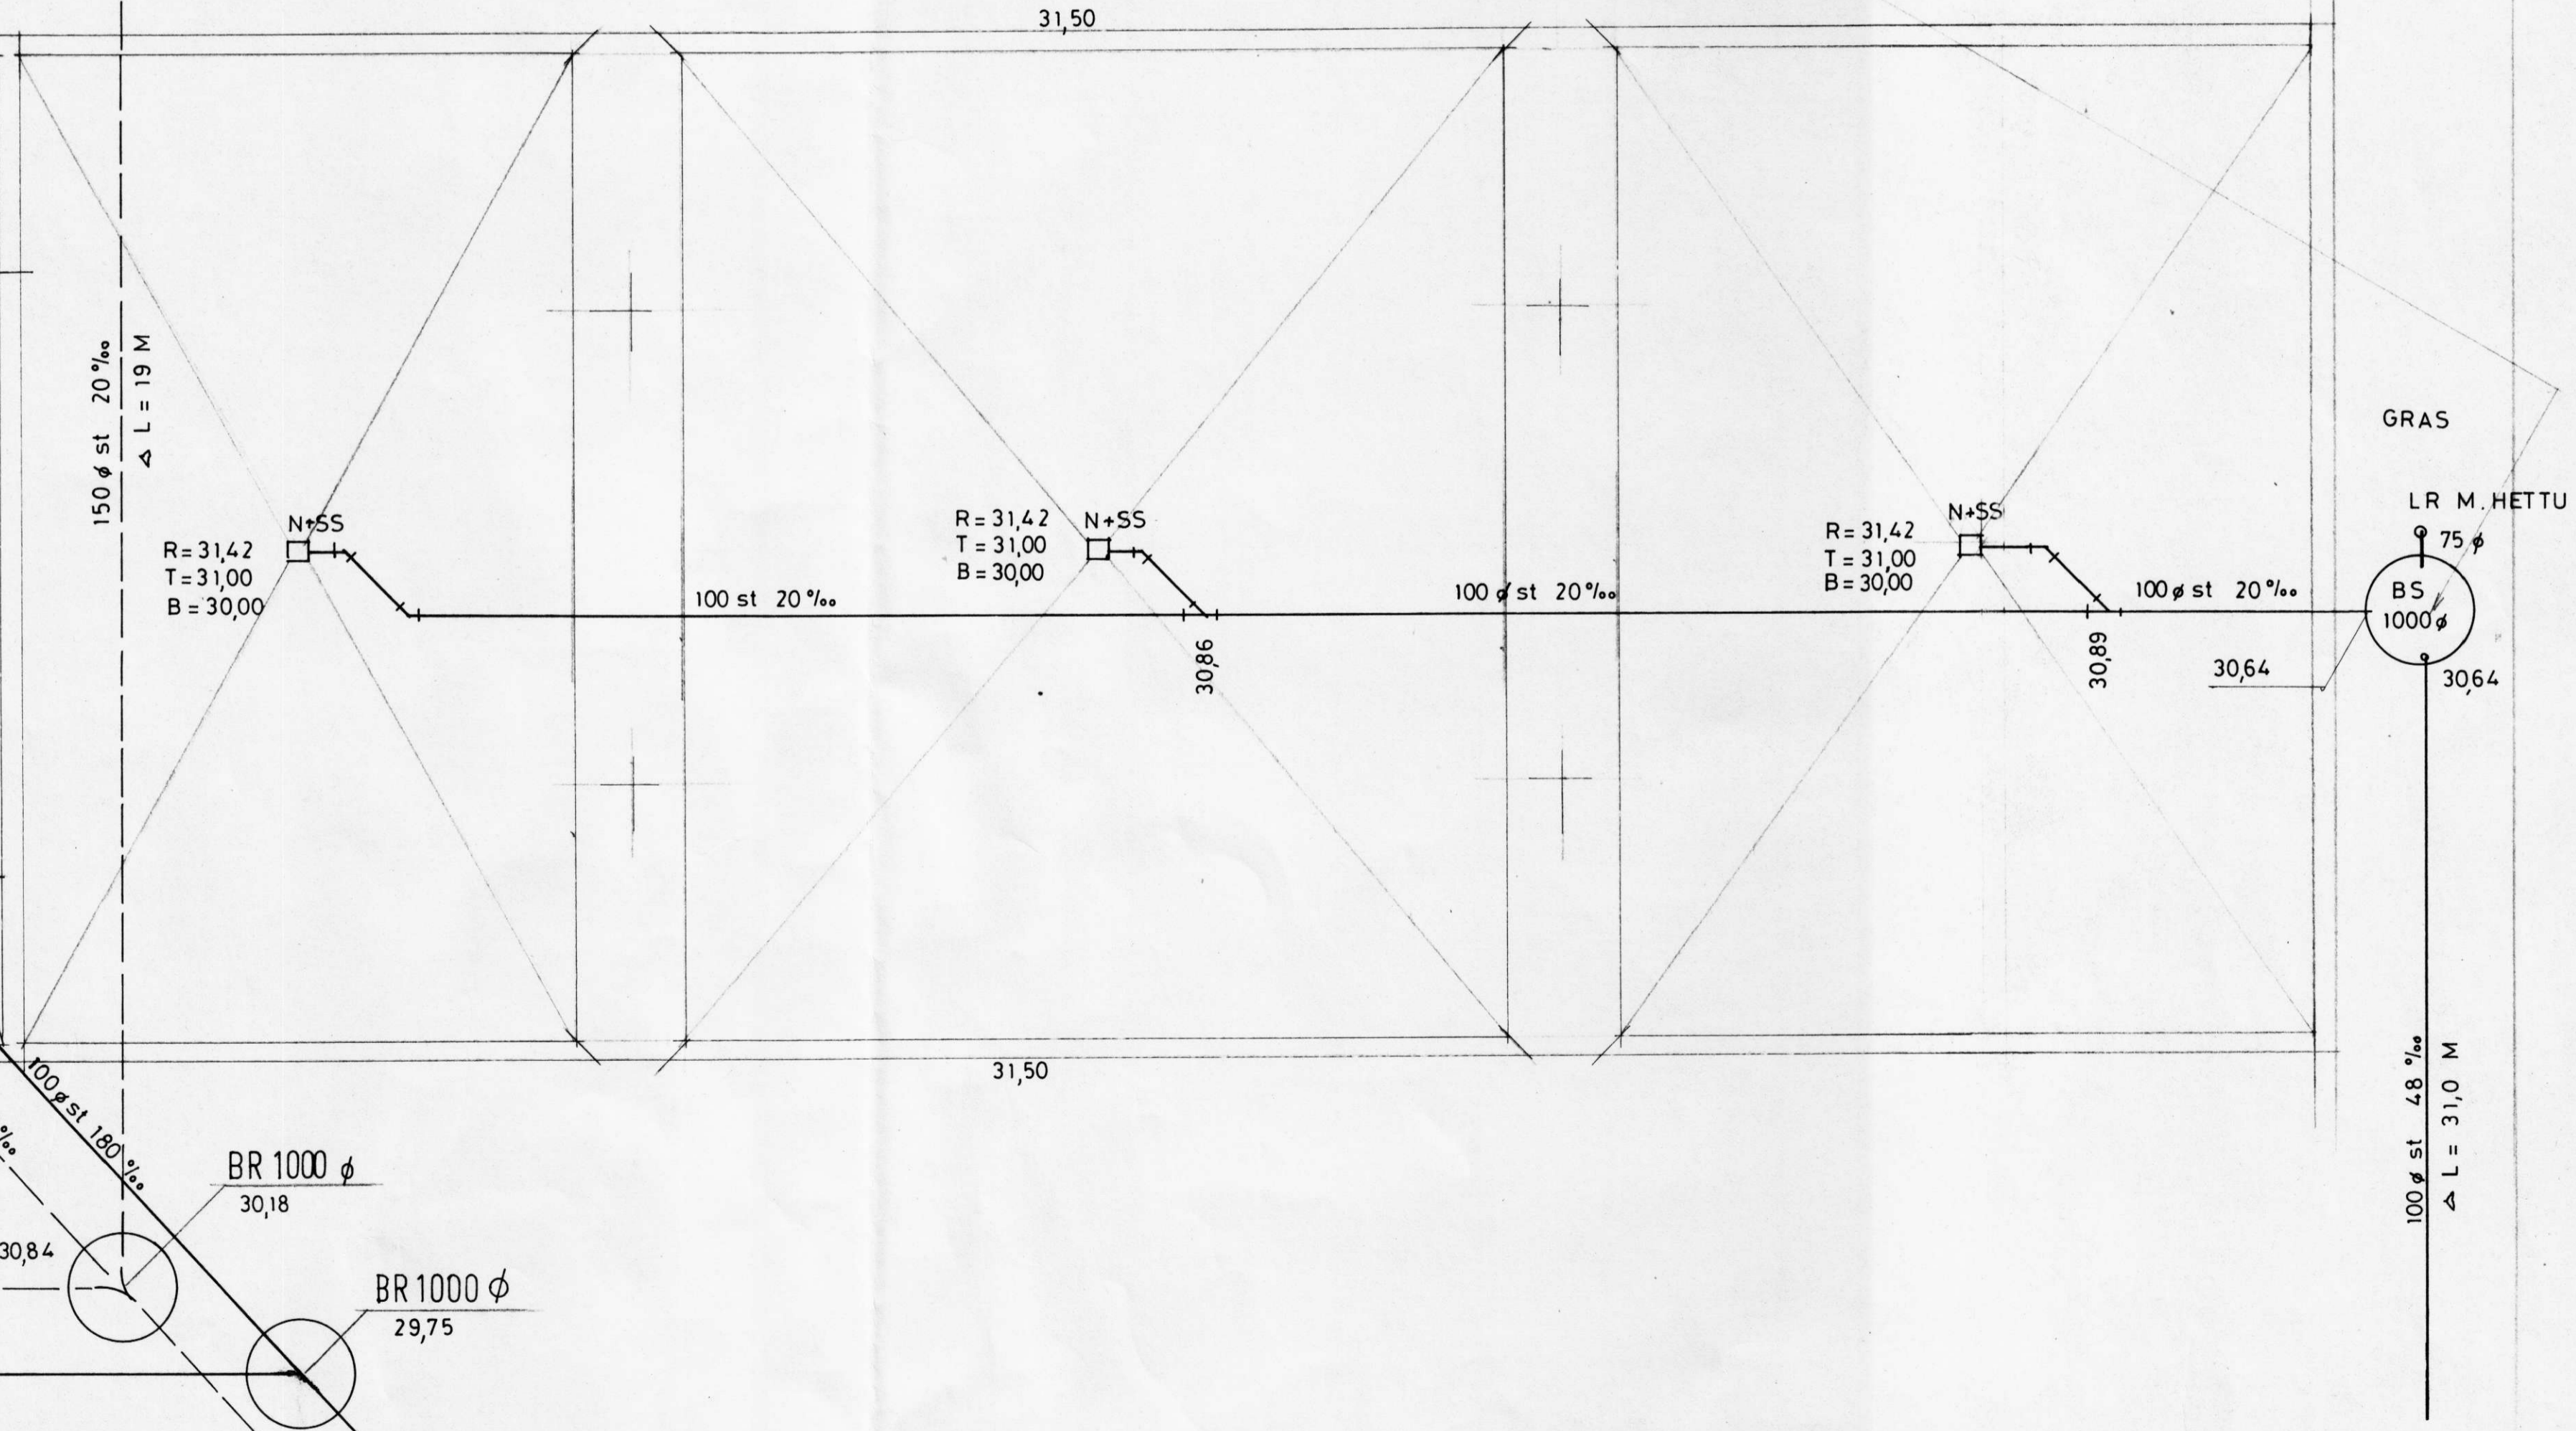 31,50
150 ø st 20 ‰
Δ L = 19 M
N+SS
R = 31,42
T = 31,00
B = 30,00
100 st 20 ‰
N+SS
R = 31,42
T = 31,00
B = 30,00
30,86
100 ø st 20 ‰
N+SS
R = 31,42
T = 31,00
B = 30,00
30,89
100 ø st 20 ‰
GRAS
LR M. HETTU
75 ø
BS
1000 ø
30,64
30,64
31,50
100 ø st 48 ‰
Δ L = 31,0 M
100 ø st 180 ‰
‰
BR 1000 ø
30,18
30,84
BR 1000 ø
29,75